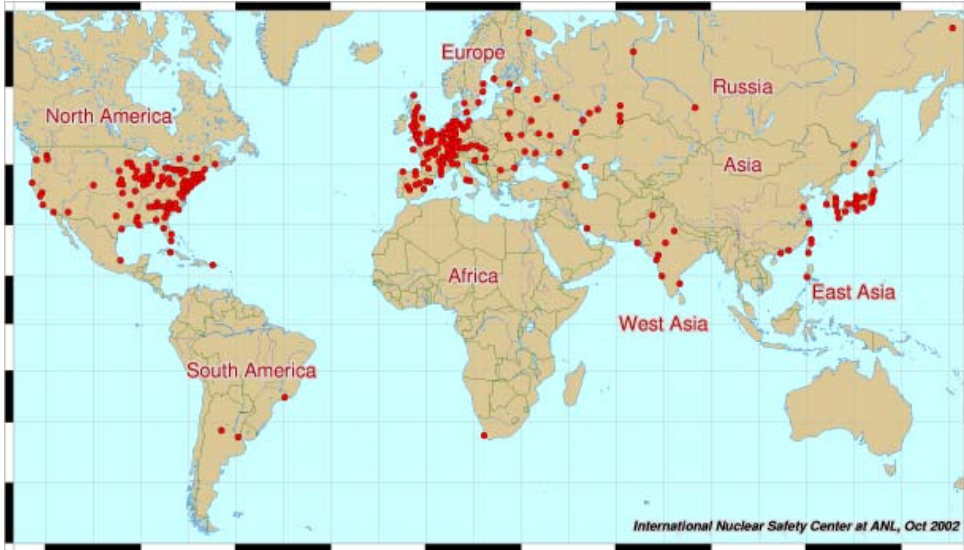 Europe
Russia
North America
Asia
Africa
East Asia
West Asia
South America
International Nuclear Safety Center at ANL, Oct 2002